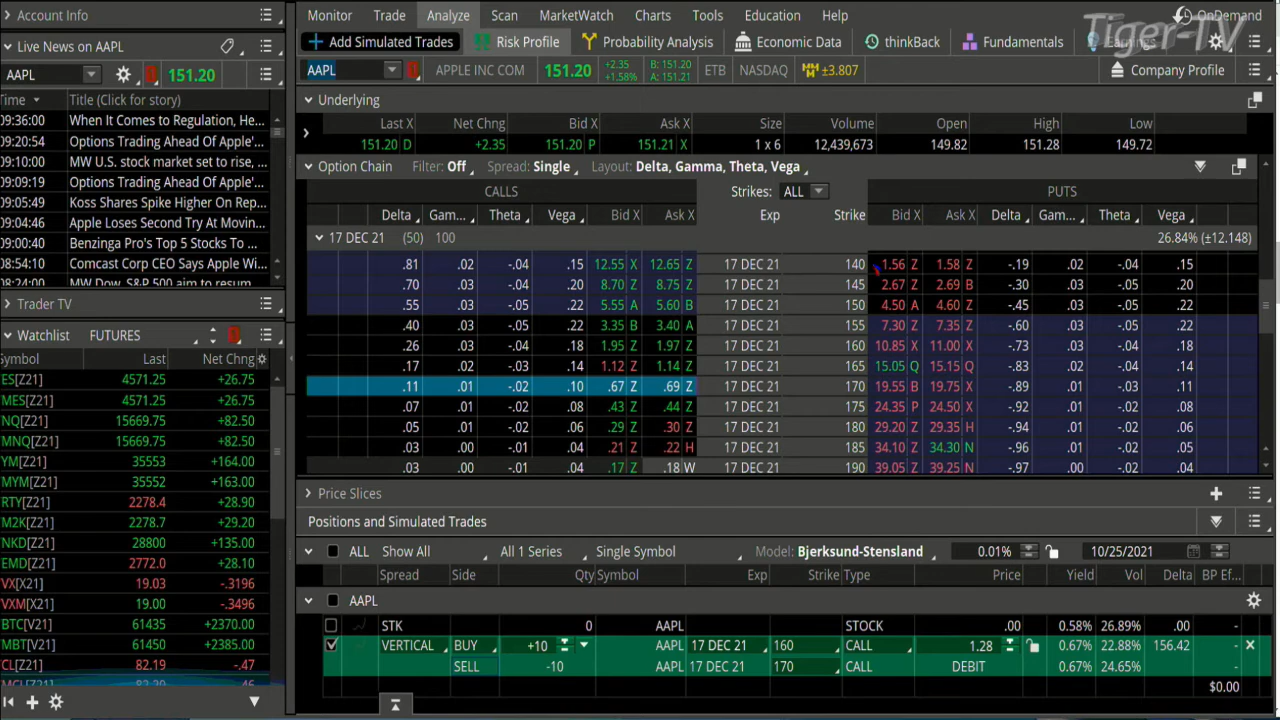 Account Info
Live News on AAPL
AAPL 151.20
Time Title (Click for story)
09:36:00 When It Comes to Regulation, He...
09:20:54 Options Trading Ahead Of Apple'...
09:10:00 MW U.S. stock market set to rise, ...
09:09:19 Options Trading Ahead Of Apple'...
09:05:49 Koss Shares Spike Higher On Rep...
09:04:46 Apple Loses Second Try At Movin...
09:00:40 Benzinga Pro's Top 5 Stocks To ...
08:54:10 Comcast Corp CEO Says Apple Wi...
MW Dow, S&P 500 aim to resum
Trader TV
Watchlist FUTURES
Symbol Last Net Chng
ES[Z21] 4571.25 +26.75
MES[Z21] 4571.25 +26.75
NQ[Z21] 15669.75 +82.50
MNQ[Z21] 15669.75 +82.50
YM[Z21] 35553 +164.00
MYM[Z21] 35552 +163.00
RTY[Z21] 2278.4 +28.90
M2K[Z21] 2278.7 +29.20
NKD[Z21] 28800 +135.00
EMD[Z21] 2772.0 +28.10
VX[X21] 19.03 -.3196
VXM[X21] 19.00 -.3196
BTC[V21] 61435 +2370.00
MBT[V21] 61450 +2385.00
CL[Z21] 82.19 -.47
Monitor Trade Analyze Scan MarketWatch Charts Tools Education Help OnDemand
Tiger-TV
Add Simulated Trades Risk Profile Probability Analysis Economic Data thinkBack Fundamentals Earnings
AAPL APPLE INC COM 151.20 +2.35 +1.58% B: 151.20 A: 151.21 ETB NASDAQ ±3.807 Company Profile
Underlying
Last X Net Chng Bid X Ask X Size Volume Open High Low
151.20 D +2.35 151.20 P 151.21 X 1 x 6 12,439,673 149.82 151.28 149.72
Option Chain Filter: Off Spread: Single Layout: Delta, Gamma, Theta, Vega
CALLS Strikes: ALL PUTS
Delta Gam... Theta Vega Bid X Ask X Exp Strike Bid X Ask X Delta Gam... Theta Vega
17 DEC 21 (50) 100 26.84% (±12.148)
.81 .02 -.04 .15 12.55 X 12.65 Z 17 DEC 21 140 1.56 Z 1.58 Z -.19 .02 -.04 .15
.70 .03 -.04 .20 8.70 Z 8.75 Z 17 DEC 21 145 2.67 Z 2.69 B -.30 .03 -.04 .20
.55 .03 -.05 .22 5.55 A 5.60 B 17 DEC 21 150 4.50 A 4.60 Z -.45 .03 -.05 .22
.40 .03 -.05 .22 3.35 B 3.40 A 17 DEC 21 155 7.30 Z 7.35 Z -.60 .03 -.05 .22
.26 .03 -.04 .18 1.95 Z 1.97 Z 17 DEC 21 160 10.85 X 11.00 Z -.73 .03 -.04 .18
.17 .02 -.03 .14 1.12 Z 1.14 Z 17 DEC 21 165 15.05 Q 15.15 Q -.83 .02 -.03 .14
.11 .01 -.02 .10 .67 Z .69 Z 17 DEC 21 170 19.55 B 19.75 X -.89 .01 -.03 .11
.07 .01 -.02 .08 .43 Z .44 Z 17 DEC 21 175 24.35 P 24.50 X -.92 .01 -.02 .08
.05 .01 -.02 .06 .29 Z .30 Z 17 DEC 21 180 29.20 Z 29.35 H -.94 .01 -.02 .06
.03 .00 -.01 .05 .21 Z .22 H 17 DEC 21 185 34.10 Z 34.30 N -.96 .01 -.02 .05
.03 .00 -.01 .04 .17 Z .18 W 17 DEC 21 190 39.05 Z 39.25 N -.97 .00 -.02 .04
Price Slices
Positions and Simulated Trades
ALL Show All All 1 Series Single Symbol Model: Bjerksund-Stensland 0.01% 10/25/2021
Spread Side Qty Symbol Exp Strike Type Price Yield Vol Delta BP Ef...
AAPL
STK 0 AAPL STOCK .00 0.58% 26.89% .00 -
VERTICAL BUY +10 AAPL 17 DEC 21 160 CALL 1.28 0.67% 22.88% 156.42 -
SELL -10 AAPL 17 DEC 21 170 CALL DEBIT 0.67% 24.65% -
$0.00